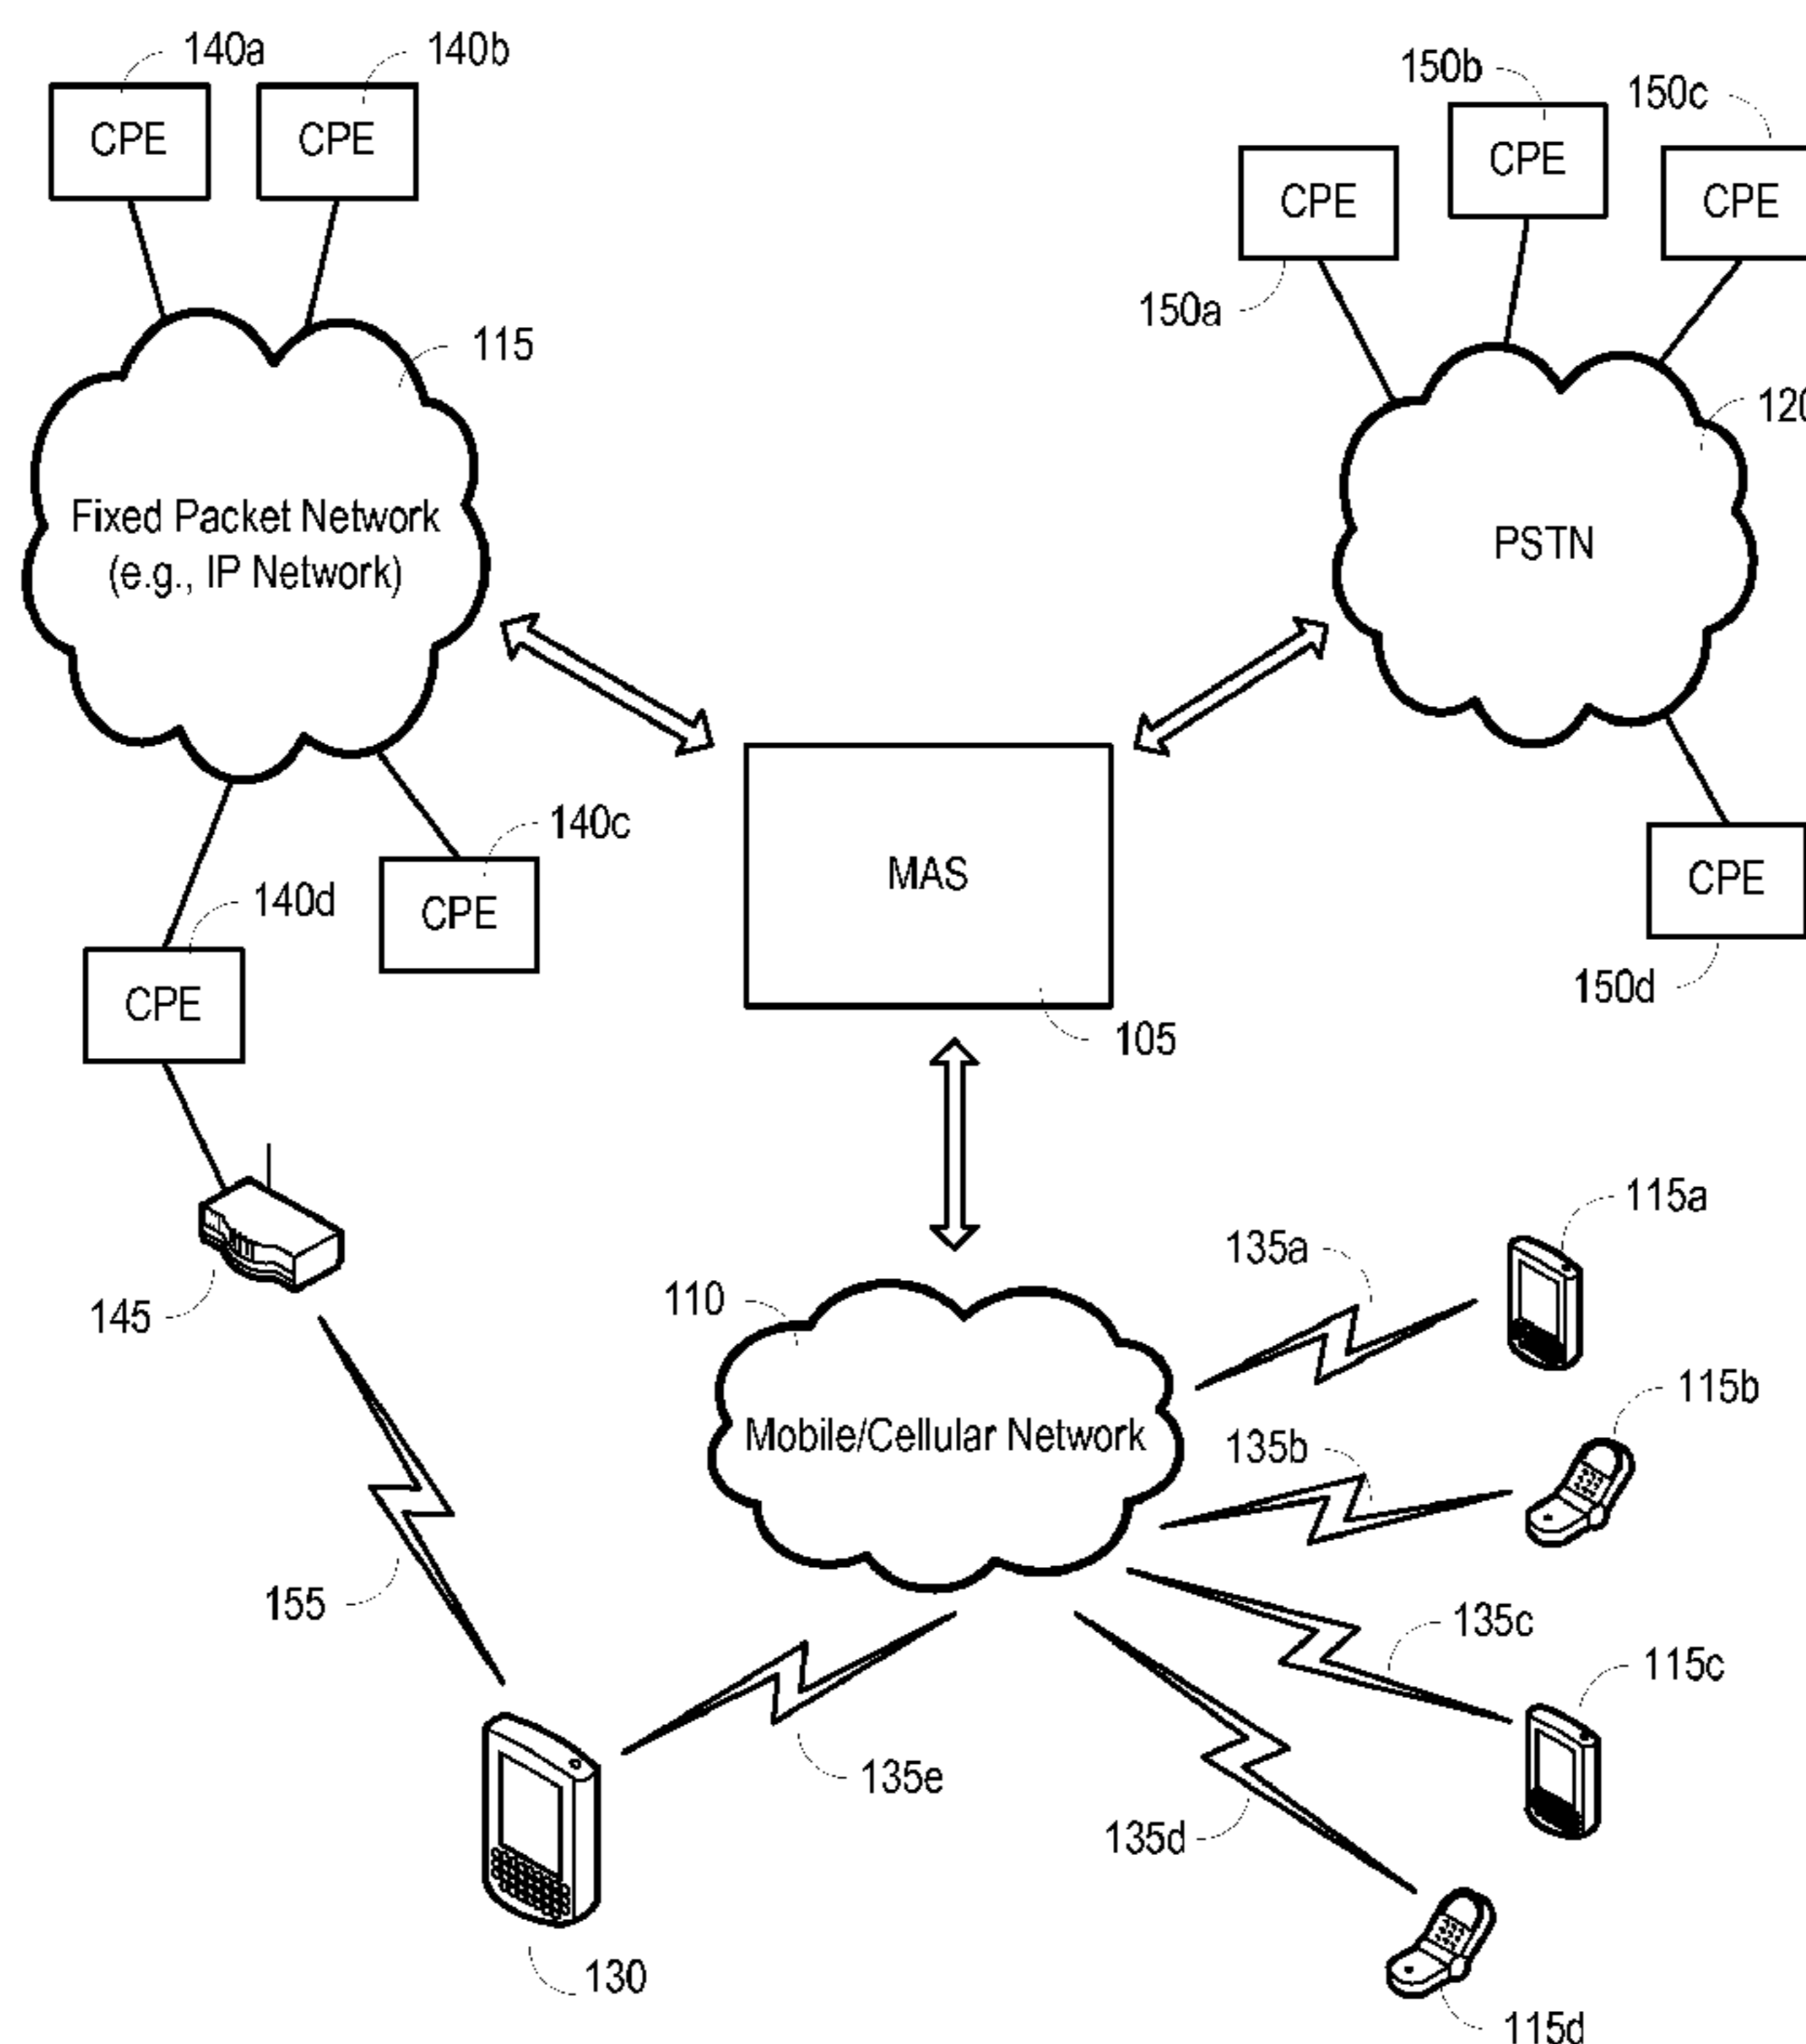 140a
140b
150b
150c
CPE
CPE
CPE
CPE
CPE
150a
115
120
Fixed Packet Network
(e.g., IP Network)
PSTN
140c
MAS
CPE
140d
CPE
CPE
150d
105
145
115a
135a
110
115b
Mobile/Cellular Network
135b
155
135c
115c
135e
135d
130
115d